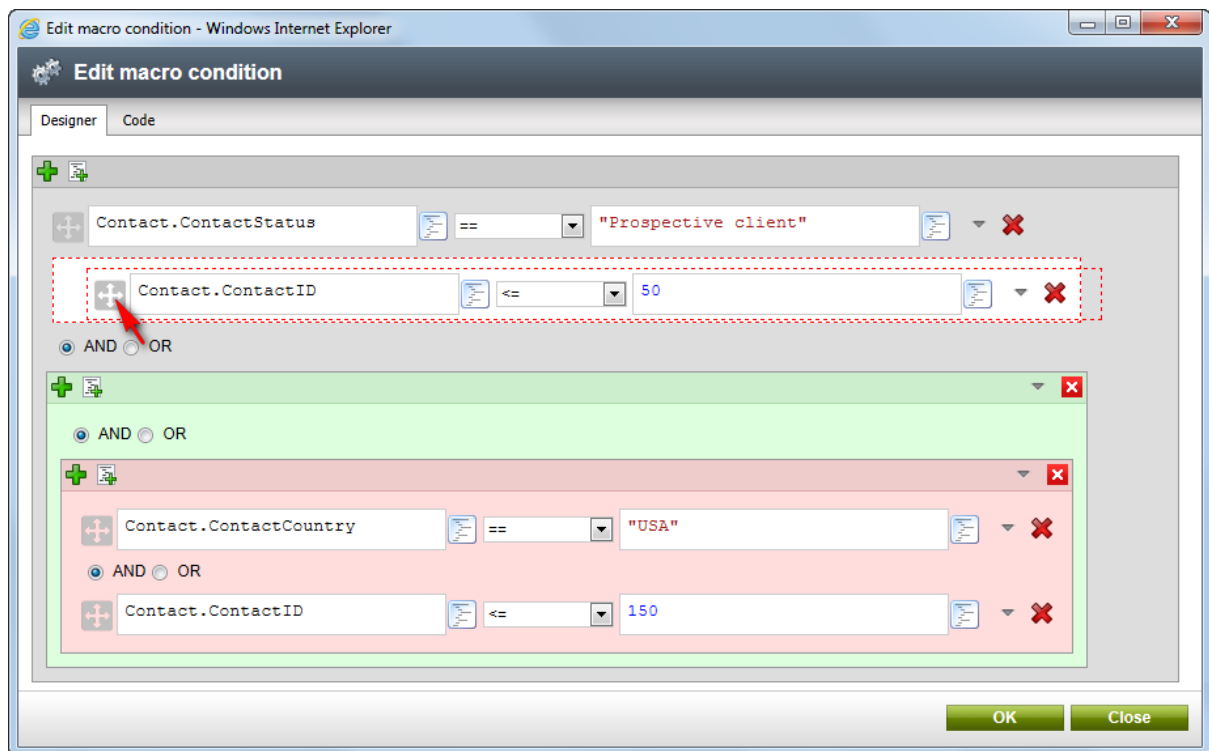 Edit macro condition - Windows Internet Explorer
Edit macro condition
Designer Code
Contact.ContactStatus == "Prospective client"
Contact.ContactID <= 50
AND OR
AND OR
Contact.ContactCountry == "USA"
AND OR
Contact.ContactID <= 150
OK Close